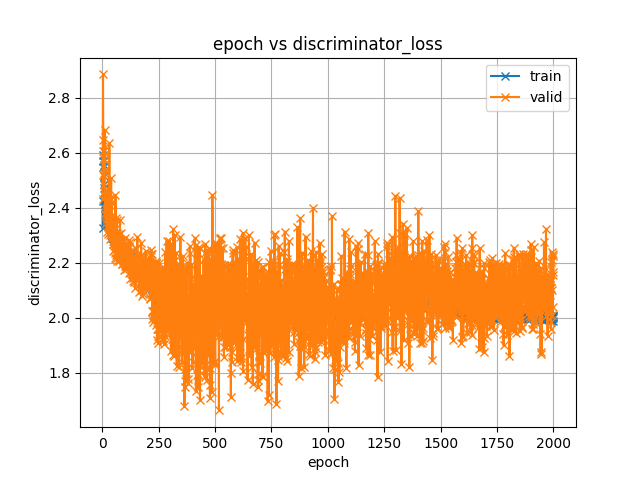 epoch vs discriminator_loss
train
valid
discriminator_loss
2.8
2.6
2.4
2.2
2.0
1.8
0 250 500 750 1000 1250 1500 1750 2000
epoch